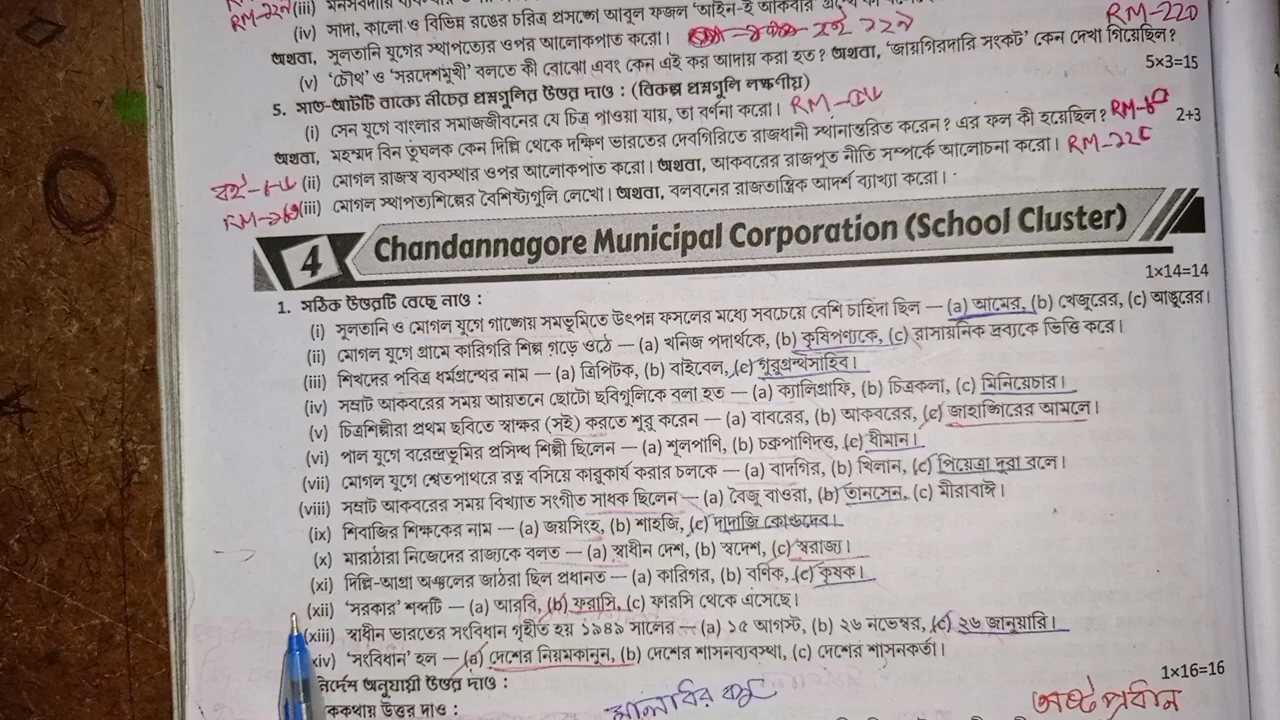 (iii) মনসবদারি
RM-২২৭ (iv) সাদা, কালো ও বিভিন্ন রঙের চরিত্র প্রসঙ্গে আবুল ফজল 'আইন-ই আকবরি'
অথবা, সুলতানি যুগের স্থাপত্যের ওপর আলোকপাত করো। RM-220
(v) 'চৌথ' ও 'সরদেশমুখী' বলতে কী বোঝো এবং কেন এই কর আদায় করা হত? অথবা, 'জায়গিরদারি সংকট' কেন দেখা গিয়েছিল?
5. সাত-আটটি বাক্যে নীচের প্রশ্নগুলির উত্তর দাও : (বিকল্প প্রশ্নগুলি লক্ষণীয়) 5×3=15
(i) সেন যুগে বাংলার সমাজজীবনের যে চিত্র পাওয়া যায়, তা বর্ণনা করো।
অথবা, মহম্মদ বিন তুঘলক কেন দিল্লি থেকে দক্ষিণ ভারতের দেবগিরিতে রাজধানী স্থানান্তরিত করেন? এর ফল কী হয়েছিল? 2+3
(ii) মোগল রাজস্ব ব্যবস্থার ওপর আলোকপাত করো। অথবা, আকবরের রাজপুত নীতি সম্পর্কে আলোচনা করো।
(iii) মোগল স্থাপত্যশিল্পের বৈশিষ্ট্যগুলি লেখো। অথবা, বলবনের রাজতান্ত্রিক আদর্শ ব্যাখ্যা করো।
4 Chandannagore Municipal Corporation (School Cluster)
1. সঠিক উত্তরটি বেছে নাও : 1×14=14
(i) সুলতানি ও মোগল যুগে গাঙ্গেয় সমভূমিতে উৎপন্ন ফসলের মধ্যে সবচেয়ে বেশি চাহিদা ছিল — (a) আমের, (b) খেজুরের, (c) আঙুরের।
(ii) মোগল যুগে গ্রামে কারিগরি শিল্প গড়ে ওঠে — (a) খনিজ পদার্থকে, (b) কৃষিপণ্যকে, (c) রাসায়নিক দ্রব্যকে ভিত্তি করে।
(iii) শিখদের পবিত্র ধর্মগ্রন্থের নাম — (a) ত্রিপিটক, (b) বাইবেল, (c) গুরুগ্রন্থসাহিব।
(iv) সম্রাট আকবরের সময় আয়তনে ছোটো ছবিগুলিকে বলা হত — (a) ক্যালিগ্রাফি, (b) চিত্রকলা, (c) মিনিয়েচার।
(v) চিত্রশিল্পীরা প্রথম ছবিতে স্বাক্ষর (সই) করতে শুরু করেন — (a) বাবরের, (b) আকবরের, (c) জাহাঙ্গিরের আমলে।
(vi) পাল যুগে বরেন্দ্রভূমির প্রসিদ্ধ শিল্পী ছিলেন — (a) শূলপাণি, (b) চক্রপাণিদত্ত, (c) ধীমান।
(vii) মোগল যুগে শ্বেতপাথরে রত্ন বসিয়ে কারুকার্য করার চলকে — (a) বাদগির, (b) খিলান, (c) পিয়েত্রা দুরা বলে।
(viii) সম্রাট আকবরের সময় বিখ্যাত সংগীত সাধক ছিলেন — (a) বৈজু বাওরা, (b) তানসেন, (c) মীরাবাঈ।
(ix) শিবাজির শিক্ষকের নাম — (a) জয়সিংহ, (b) শাহজি, (c) দাদাজি কোণ্ডদেব।
(x) মারাঠারা নিজেদের রাজ্যকে বলত — (a) স্বাধীন দেশ, (b) স্বদেশ, (c) স্বরাজ্য।
(xi) দিল্লি-আগ্রা অঞ্চলের জাঠরা ছিল প্রধানত — (a) কারিগর, (b) বণিক, (c) কৃষক।
(xii) 'সরকার' শব্দটি — (a) আরবি, (b) ফরাসি, (c) ফারসি থেকে এসেছে।
(xiii) স্বাধীন ভারতের সংবিধান গৃহীত হয় ১৯৪৯ সালের — (a) ১৫ আগস্ট, (b) ২৬ নভেম্বর, (c) ২৬ জানুয়ারি।
xiv) 'সংবিধান' হল — (a) দেশের নিয়মকানুন, (b) দেশের শাসনব্যবস্থা, (c) দেশের শাসনকর্তা।
নির্দেশ অনুযায়ী উত্তর দাও : 1×16=16
ককথায় উত্তর দাও :